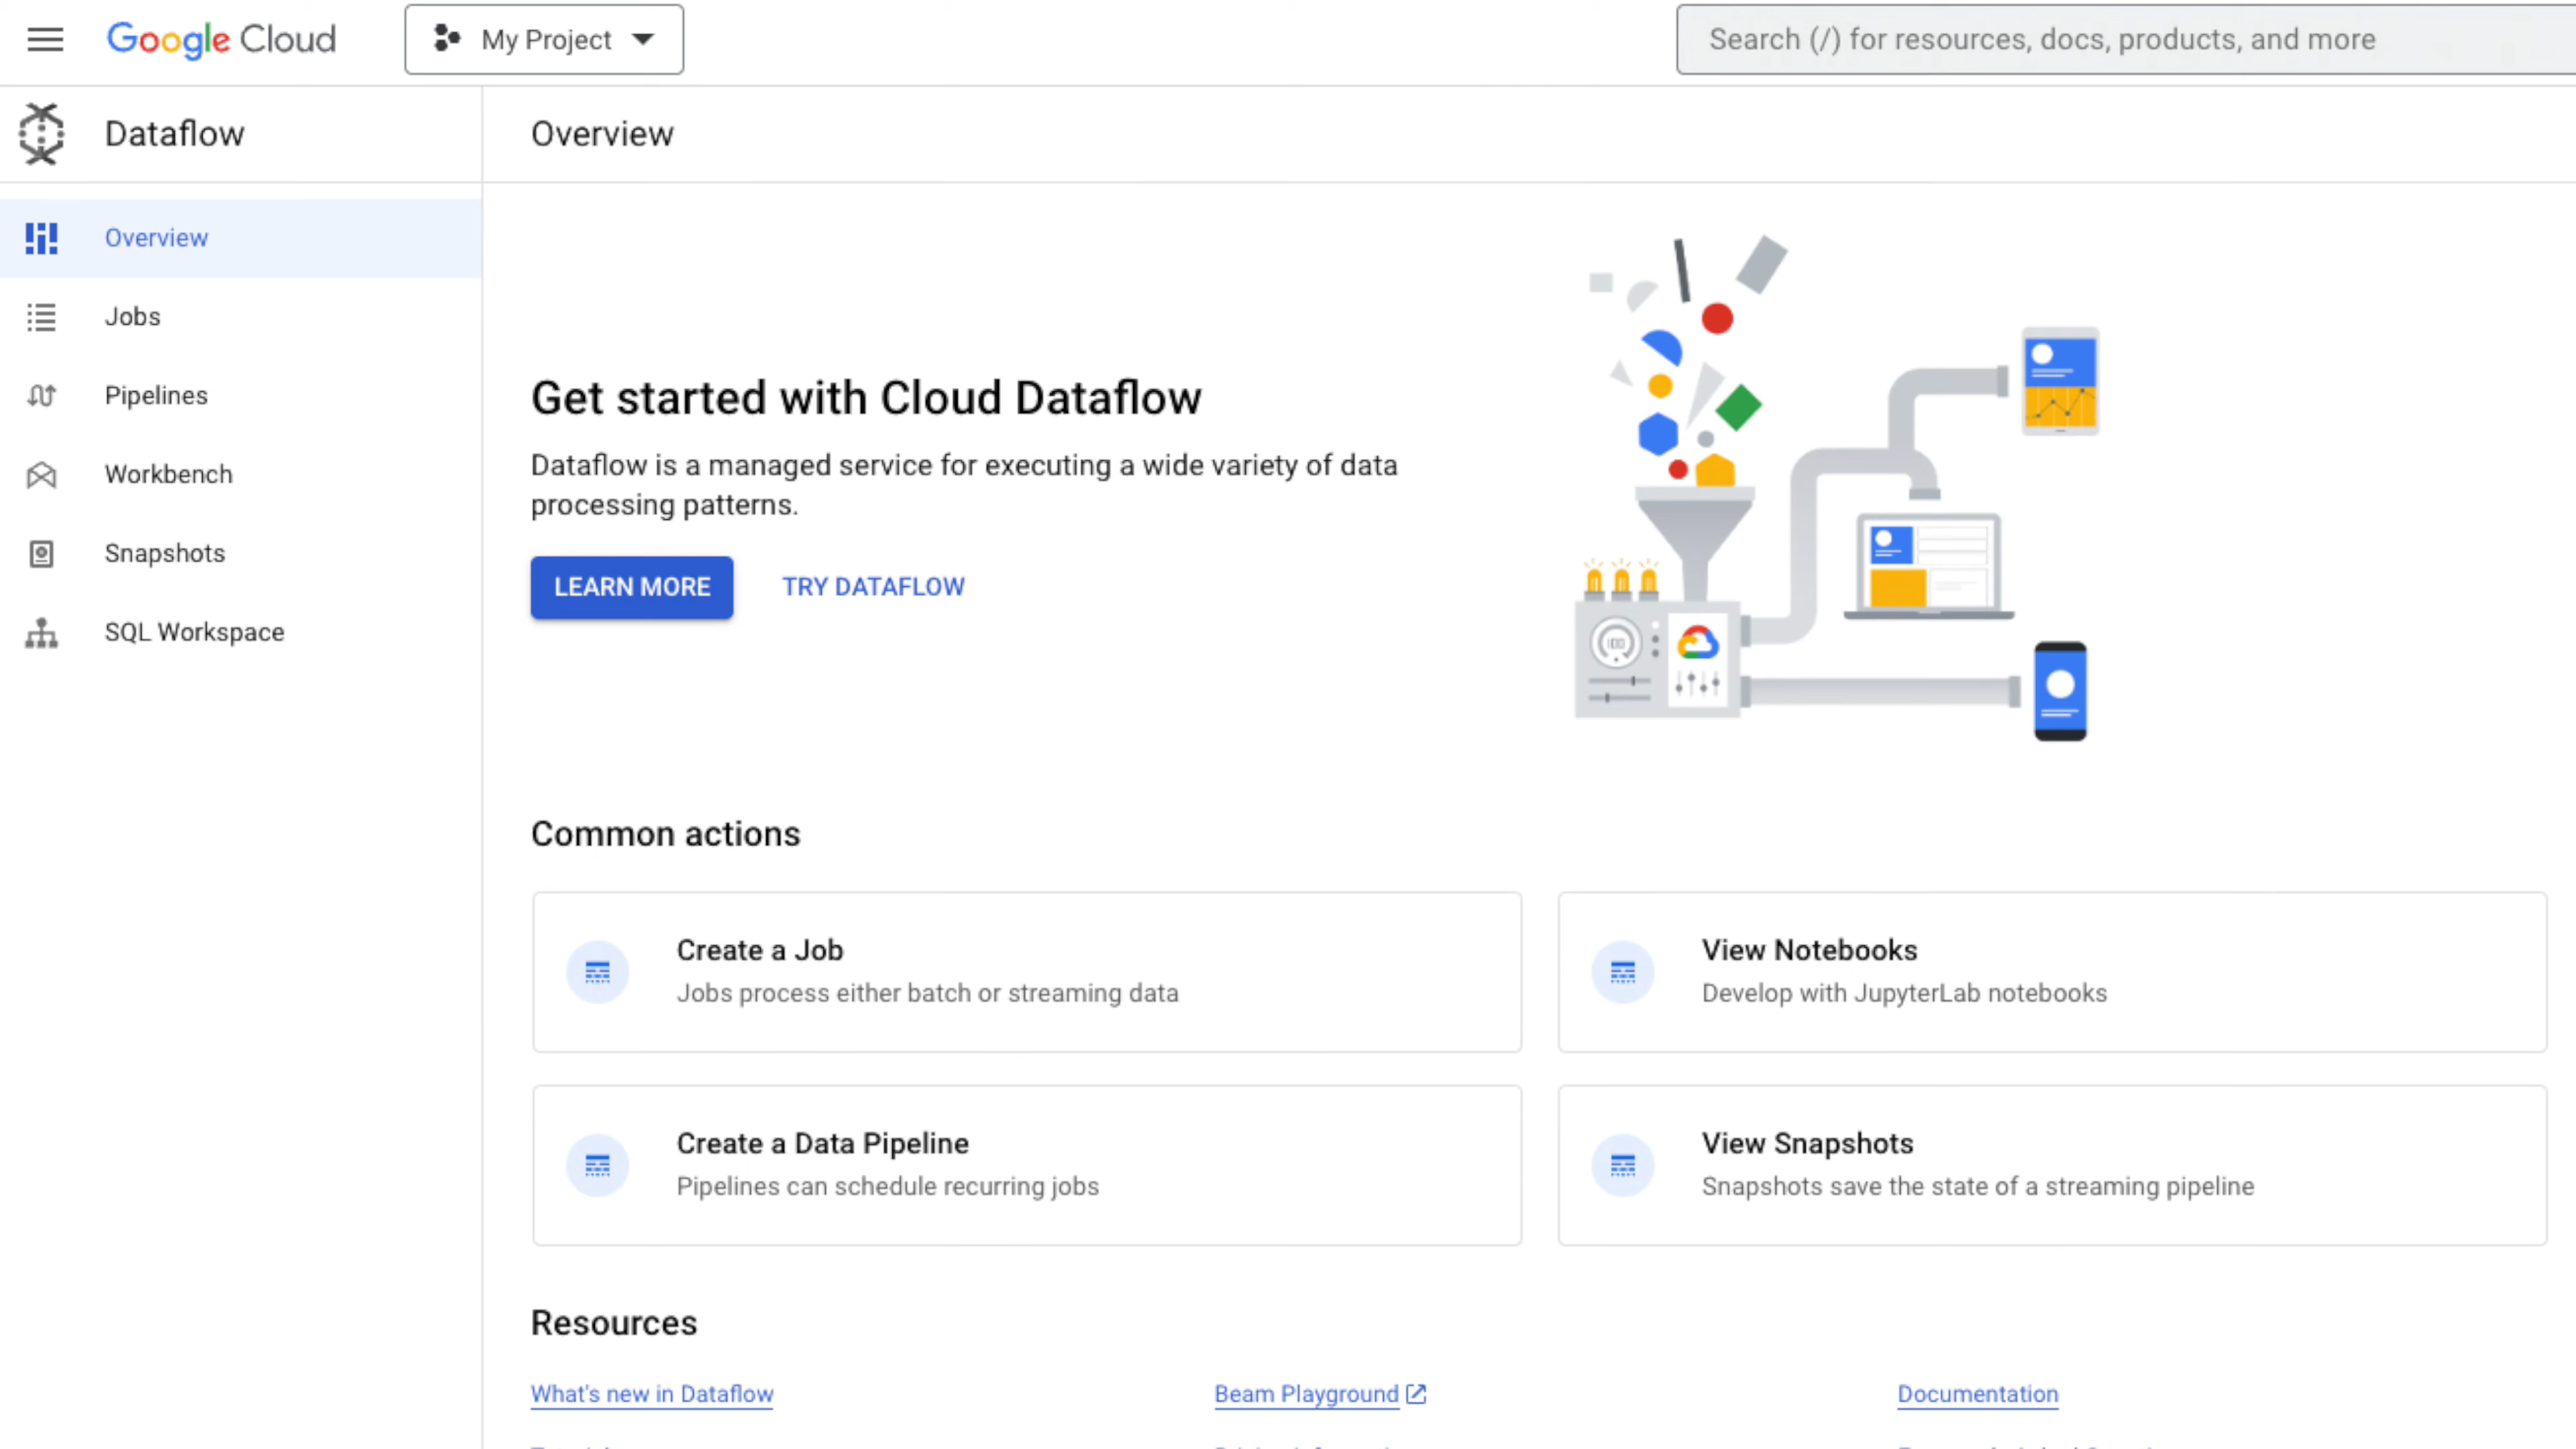 Google Cloud
My Project
Search (/) for resources, docs, products, and more
Dataflow
Overview
Overview
Jobs
Pipelines
Workbench
Snapshots
SQL Workspace
Get started with Cloud Dataflow
Dataflow is a managed service for executing a wide variety of data
processing patterns.
LEARN MORE
TRY DATAFLOW
Common actions
Create a Job
Jobs process either batch or streaming data
View Notebooks
Develop with JupyterLab notebooks
Create a Data Pipeline
Pipelines can schedule recurring jobs
View Snapshots
Snapshots save the state of a streaming pipeline
Resources
What's new in Dataflow
Beam Playground
Documentation